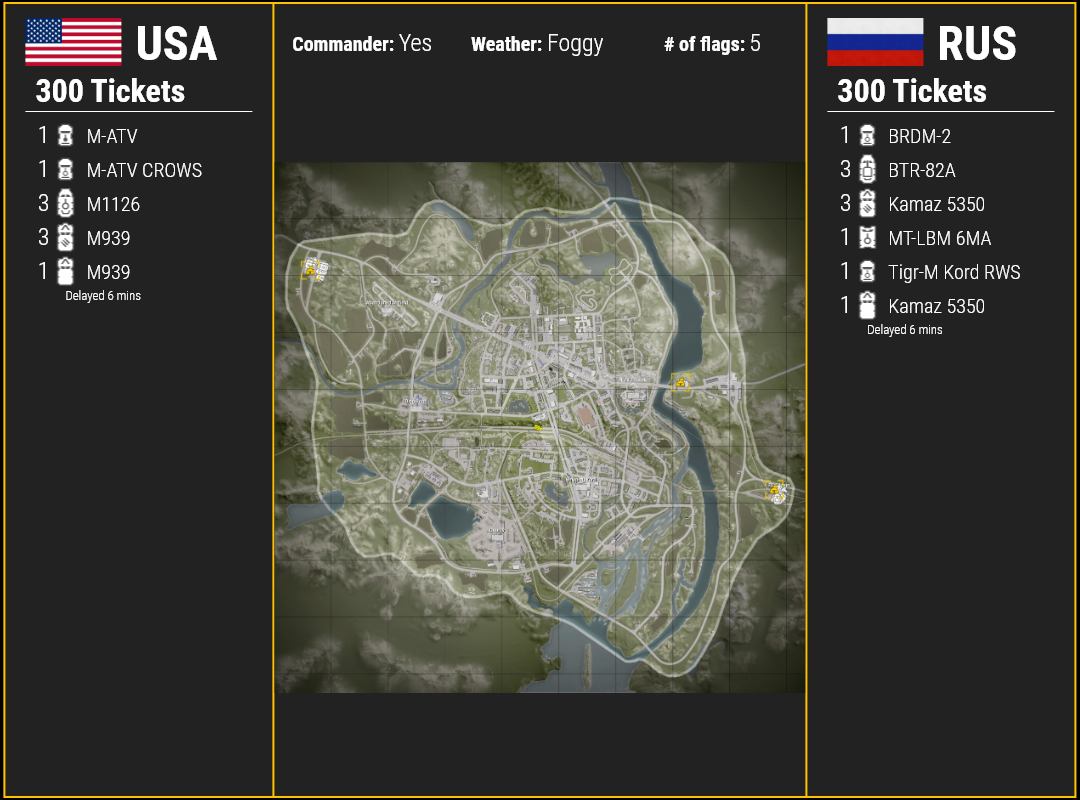 USA
300 Tickets
1 M-ATV
1 M-ATV CROWS
3 M1126
3 M939
1 M939
Delayed 6 mins
Commander: Yes Weather: Foggy # of flags: 5
RUS
300 Tickets
1 BRDM-2
3 BTR-82A
3 Kamaz 5350
1 MT-LBM 6MA
1 Tigr-M Kord RWS
1 Kamaz 5350
Delayed 6 mins